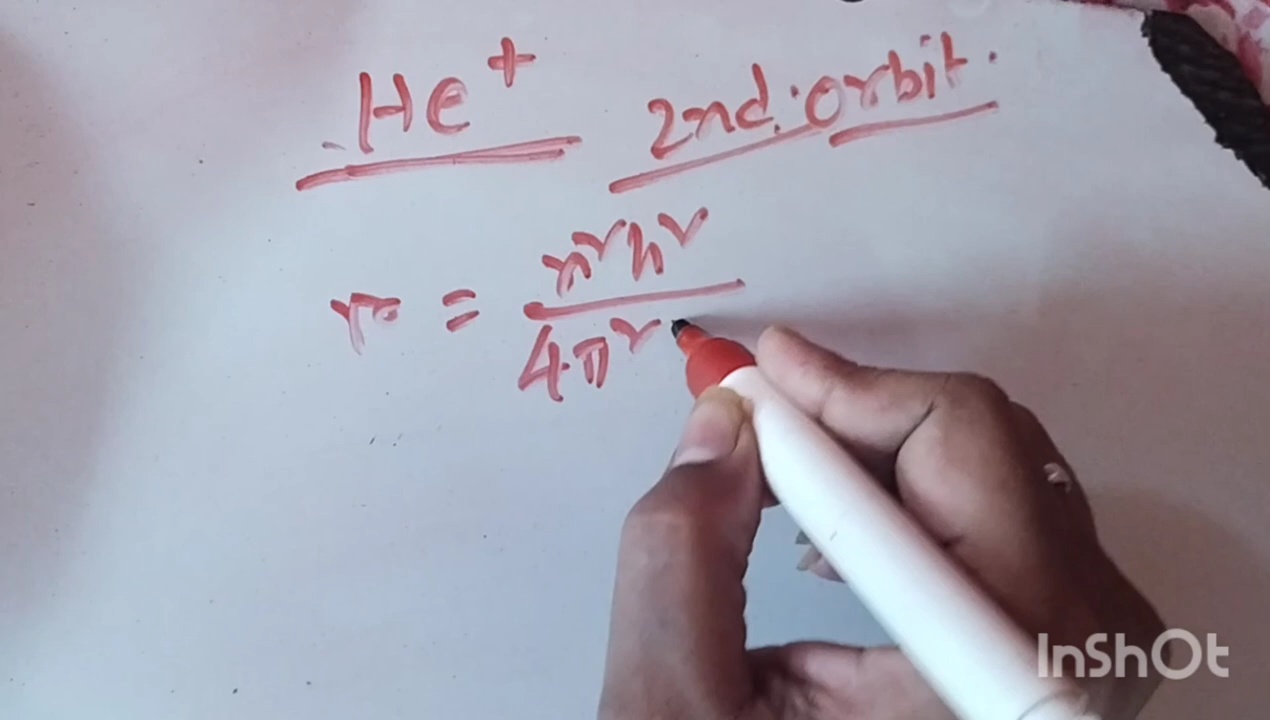 He⁺ 2nd orbit.
r = n²h² / 4π²
InShOt